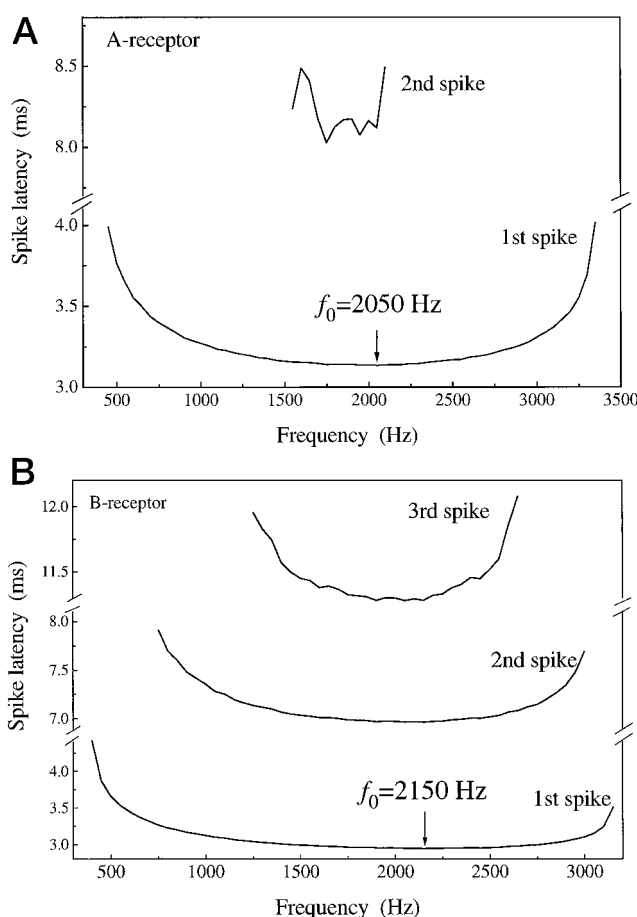 A
A-receptor
8.5
2nd spike
8.0
Spike latency (ms)
4.0
1st spike
3.5
f0=2050 Hz
3.0
500 1000 1500 2000 2500 3000 3500
Frequency (Hz)
B
B-receptor
12.0
3rd spike
11.5
Spike latency (ms)
8.0
2nd spike
7.5
7.0
4.0
f0=2150 Hz
1st spike
3.5
3.0
500 1000 1500 2000 2500 3000
Frequency (Hz)